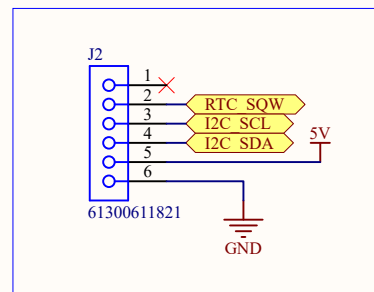 J2
1
2 RTC_SQW
3 I2C_SCL
4 I2C_SDA
5V
5
6
61300611821
GND